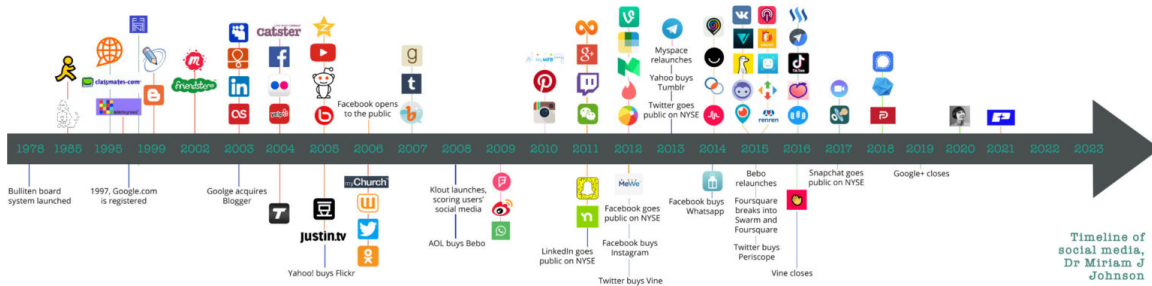 catster
classmates.com
friendster
yelp
Facebook opens
to the public
Myspace
relaunches
Yahoo buys
Tumblr
Twitter goes
public on NYSE
TikTok
renren
1978 1985 1995 1999 2002 2003 2004 2005 2006 2007 2008 2009 2010 2011 2012 2013 2014 2015 2016 2017 2018 2019 2020 2021 2022 2023
Bulliten board
system launched
1997, Google.com
is registered
Goolge acquires
Blogger
justin.tv
Yahoo! buys Flickr
myChurch
Klout launches,
scoring users'
social media
AOL buys Bebo
LinkedIn goes
public on NYSE
MeWe
Facebook goes
public on NYSE
Facebook buys
Instagram
Twitter buys Vine
Facebook buys
Whatsapp
Bebo
relaunches
Foursquare
breaks into
Swarm and
Foursquare
Twitter buys
Periscope
Vine closes
Snapchat goes
public on NYSE
Google+ closes
Timeline of
social media,
Dr Miriam J
Johnson